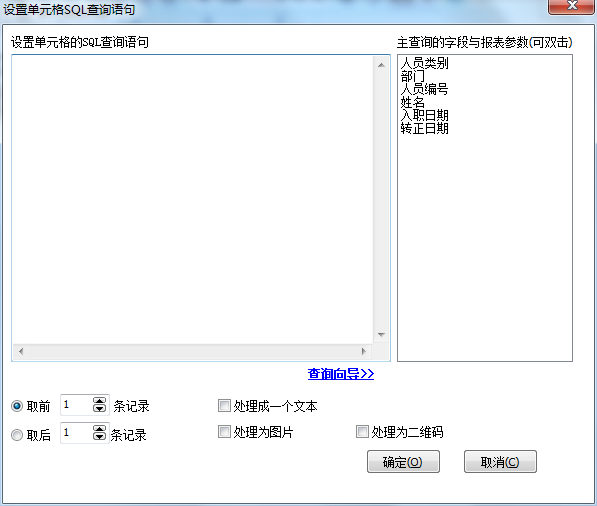 设置单元格SQL查询语句
设置单元格的SQL查询语句
主查询的字段与报表参数(可双击)
人员类别
部门
人员编号
姓名
入职日期
转正日期
查询向导>>
取前 1 条记录
处理成一个文本
取后 1 条记录
处理为图片
处理为二维码
确定(O)
取消(C)